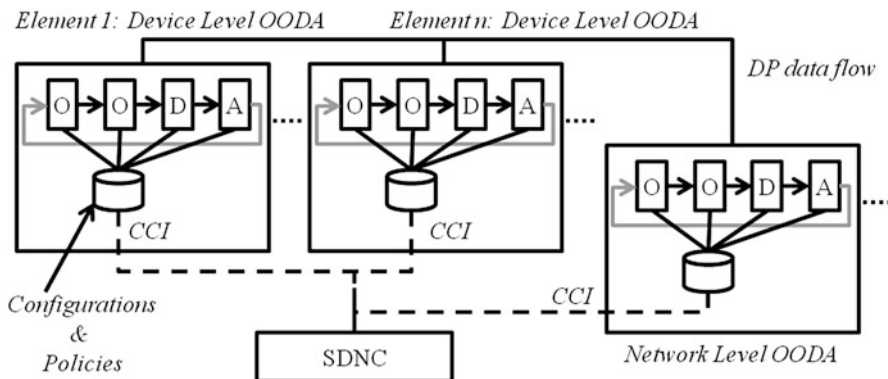 Element 1: Device Level OODA
Element n: Device Level OODA
DP data flow
O O D A
O O D A
O O D A
CCI
CCI
CCI
Configurations
&
Policies
SDNC
Network Level OODA